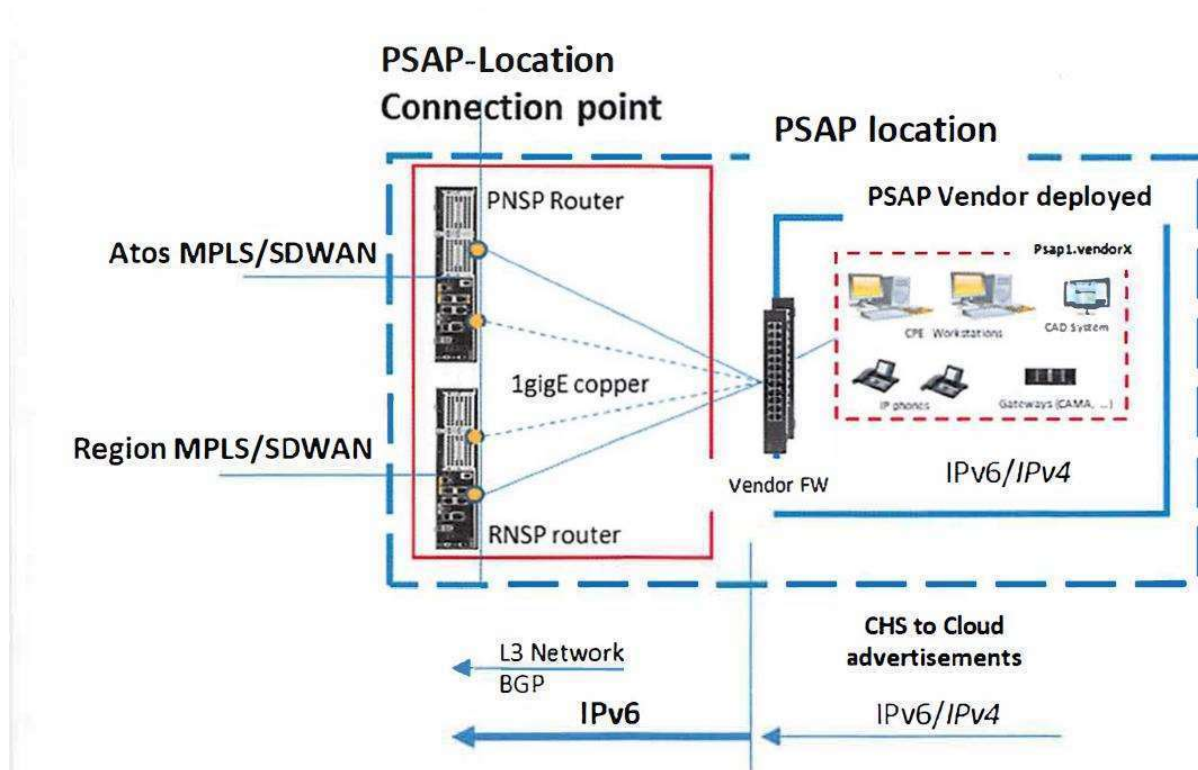 PSAP-Location
Connection point
PSAP location
PNSP Router
PSAP Vendor deployed
Psap1.vendorX
Atos MPLS/SDWAN
CPE Workstations
CAD System
1gigE copper
IP phones
Gateways (CAMA, ...)
Region MPLS/SDWAN
IPv6/IPv4
Vendor FW
RNSP router
CHS to Cloud
advertisements
L3 Network
BGP
IPv6
IPv6/IPv4